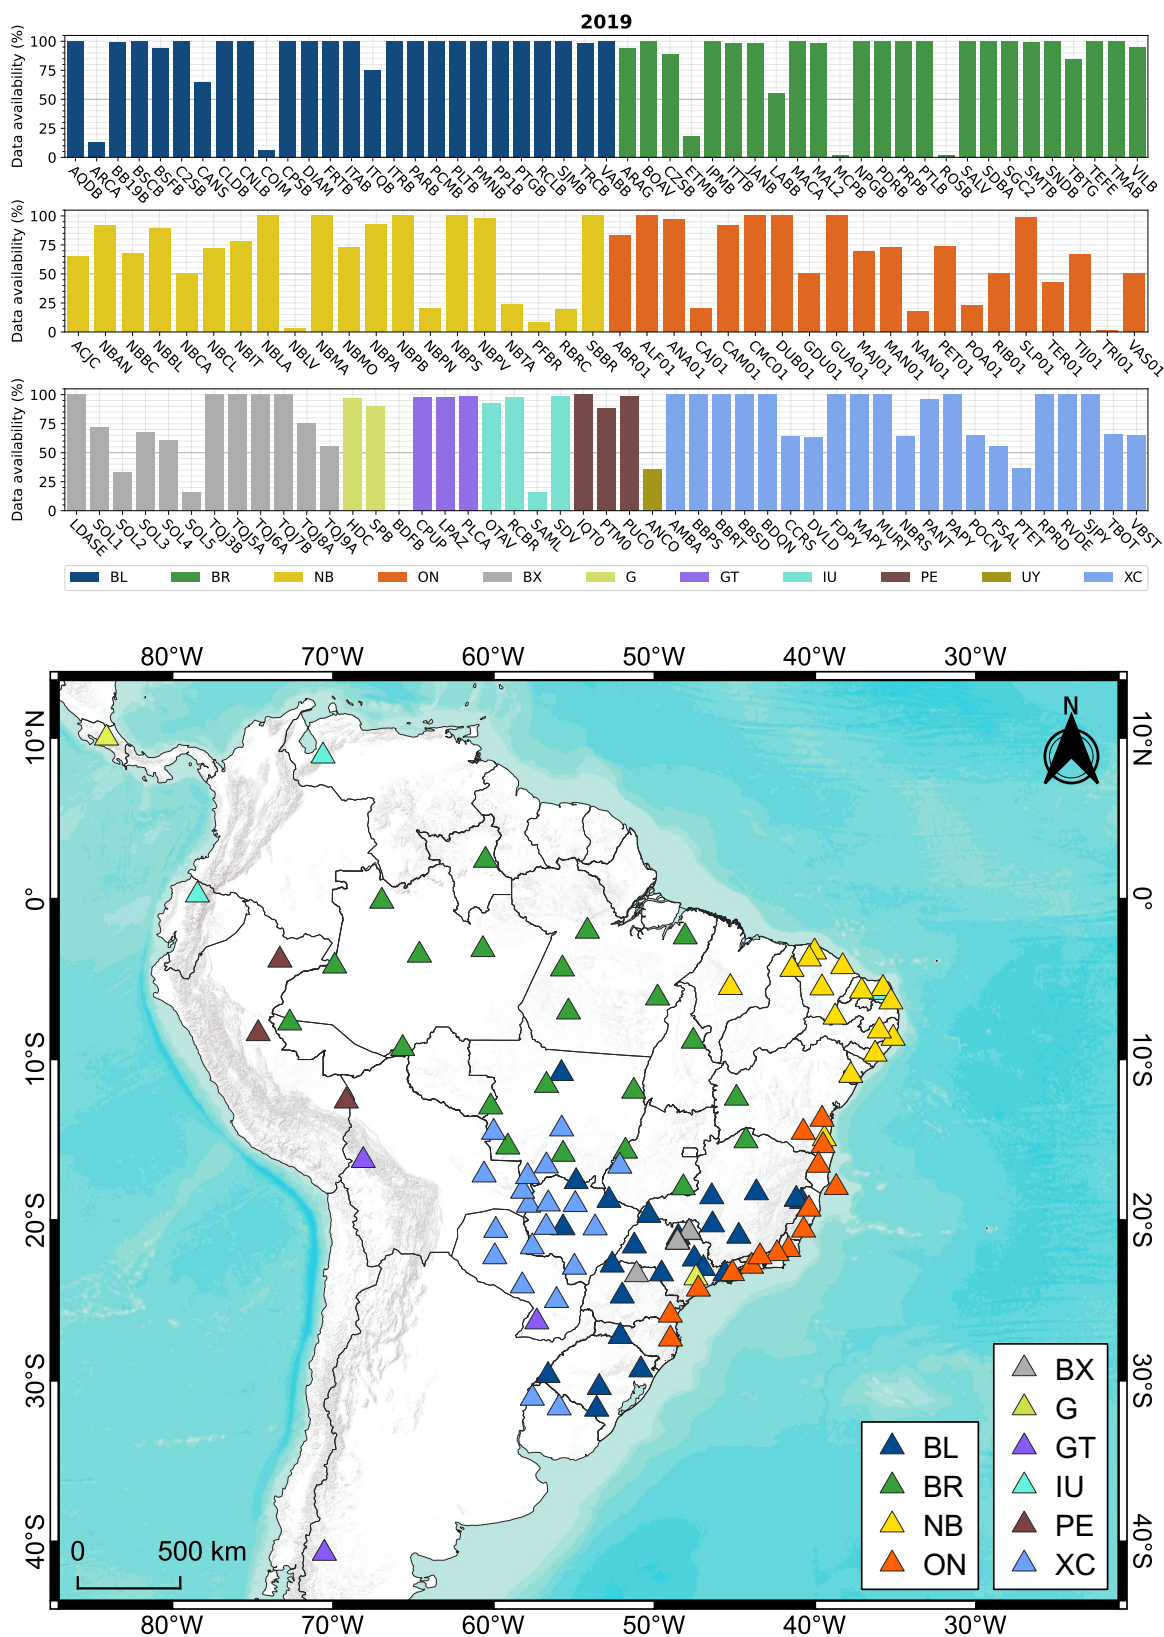 2019
Data availability (%)
100
75
50
25
0
AQDB ARCA BB19B BSCB BSFB C2SB CANS CLDB CNLB COIM CPSB DIAM FRTB ITAB ITQB ITRB PARB PCMB PLTB PMNB PP1B PTGB RCLB SJMB TRCB VABB ARAG BOAV CZSB ETMB IPMB ITTB JANB LABB MACA MALZ MCPB NPGB PDRB PRPB PTLB ROSB SALV SDBA SGC2 SMTB SNDB TBTG TEFE TMAB VILB
Data availability (%)
100
75
50
25
0
ACJC NBAN NBBC NBBL NBCA NBCL NBIT NBLA NBLV NBMA NBMO NBPA NBPB NBPN NBPS NBPV NBTA PFBR RBRC SBBR ABR01 ALF01 ANA01 CAJ01 CAM01 CMC01 DUB01 GDU01 GUA01 MAJ01 MAN01 NAN01 PET01 POA01 RIB01 SLP01 TER01 TIJ01 TRI01 VAS01
Data availability (%)
100
75
50
25
0
LDASE SOL1 SOL2 SOL3 SOL4 SOL5 TQJ3B TQJ5A TQJ6A TQJ7B TQJ8A TQJ9A HDC SPB BDFB CPUP LPAZ PLCA OTAV RCBR SAML SDV IQT0 PTM0 PUC0 ANCO AMBA BBPS BBRT BBSD BDQN CCRS DVLD FDPY MAPY MURT NBRS PANT PAPY POCN PSAL PTET RPRD RVDE SJPY TBOT VBST
BL BR NB ON BX G GT IU PE UY XC
80°W 70°W 60°W 50°W 40°W 30°W
N
10°N 10°N
0° 0°
10°S 10°S
20°S 20°S
30°S 30°S
40°S 40°S
BX
G
GT
IU
PE
XC
BL
BR
NB
ON
0 500 km
80°W 70°W 60°W 50°W 40°W 30°W